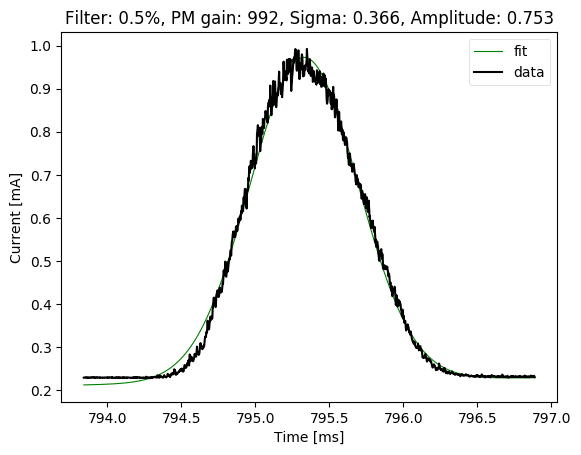 Filter: 0.5%, PM gain: 992, Sigma: 0.366, Amplitude: 0.753
fit
data
1.0
0.9
0.8
0.7
0.6
0.5
0.4
0.3
0.2
Current [mA]
794.0 794.5 795.0 795.5 796.0 796.5 797.0
Time [ms]